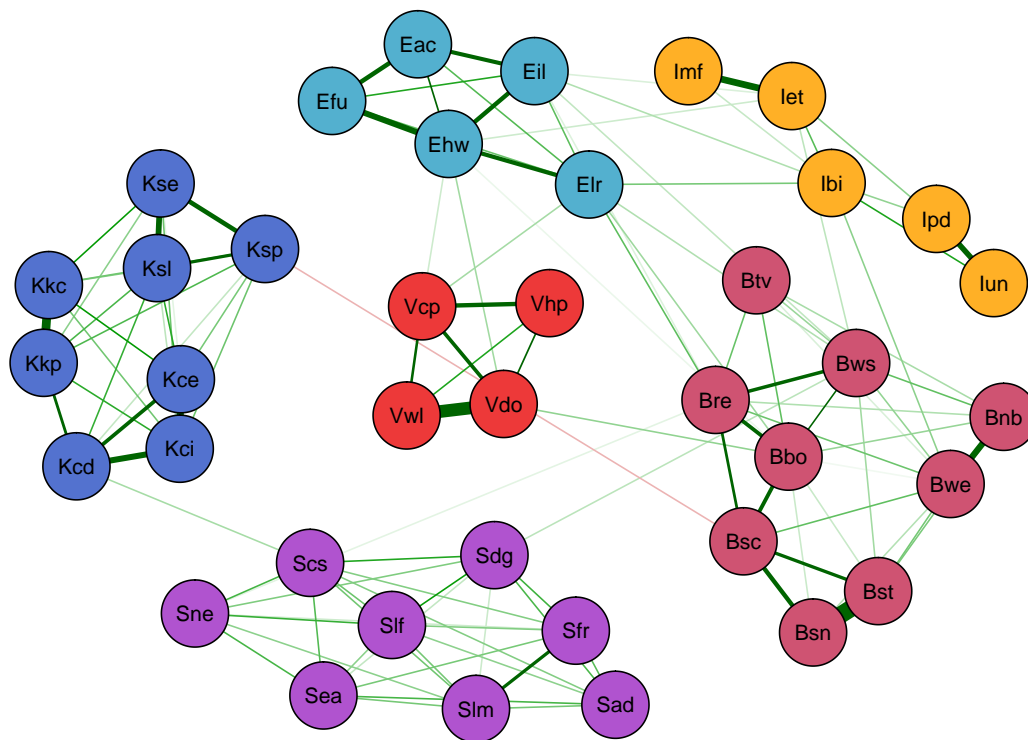 Eac
Eil
Imf
Iet
Efu
Ehw
Elr
Ibi
Kse
Ipd
Ksp
Ksl
Kkc
Btv
Iun
Vcp
Vhp
Kkp
Kce
Bws
Vwl
Vdo
Bre
Bnb
Kcd
Kci
Bbo
Bwe
Bsc
Scs
Sdg
Bst
Sne
Slf
Sfr
Bsn
Sea
Slm
Sad